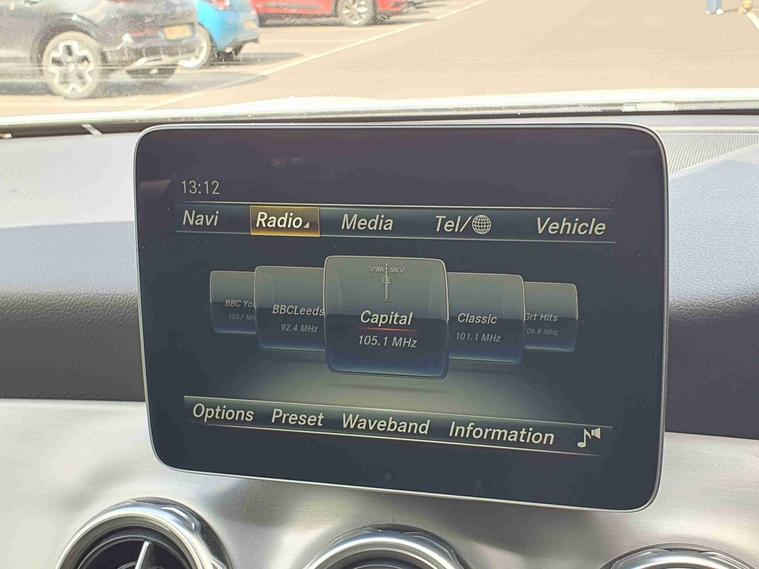 13:12
Navi Radio Media Tel/ Vehicle
BBC
BBCLeeds
92.4 MHz
Capital
105.1 MHz
Classic
101.1 MHz
Grt Hits
Options Preset Waveband Information